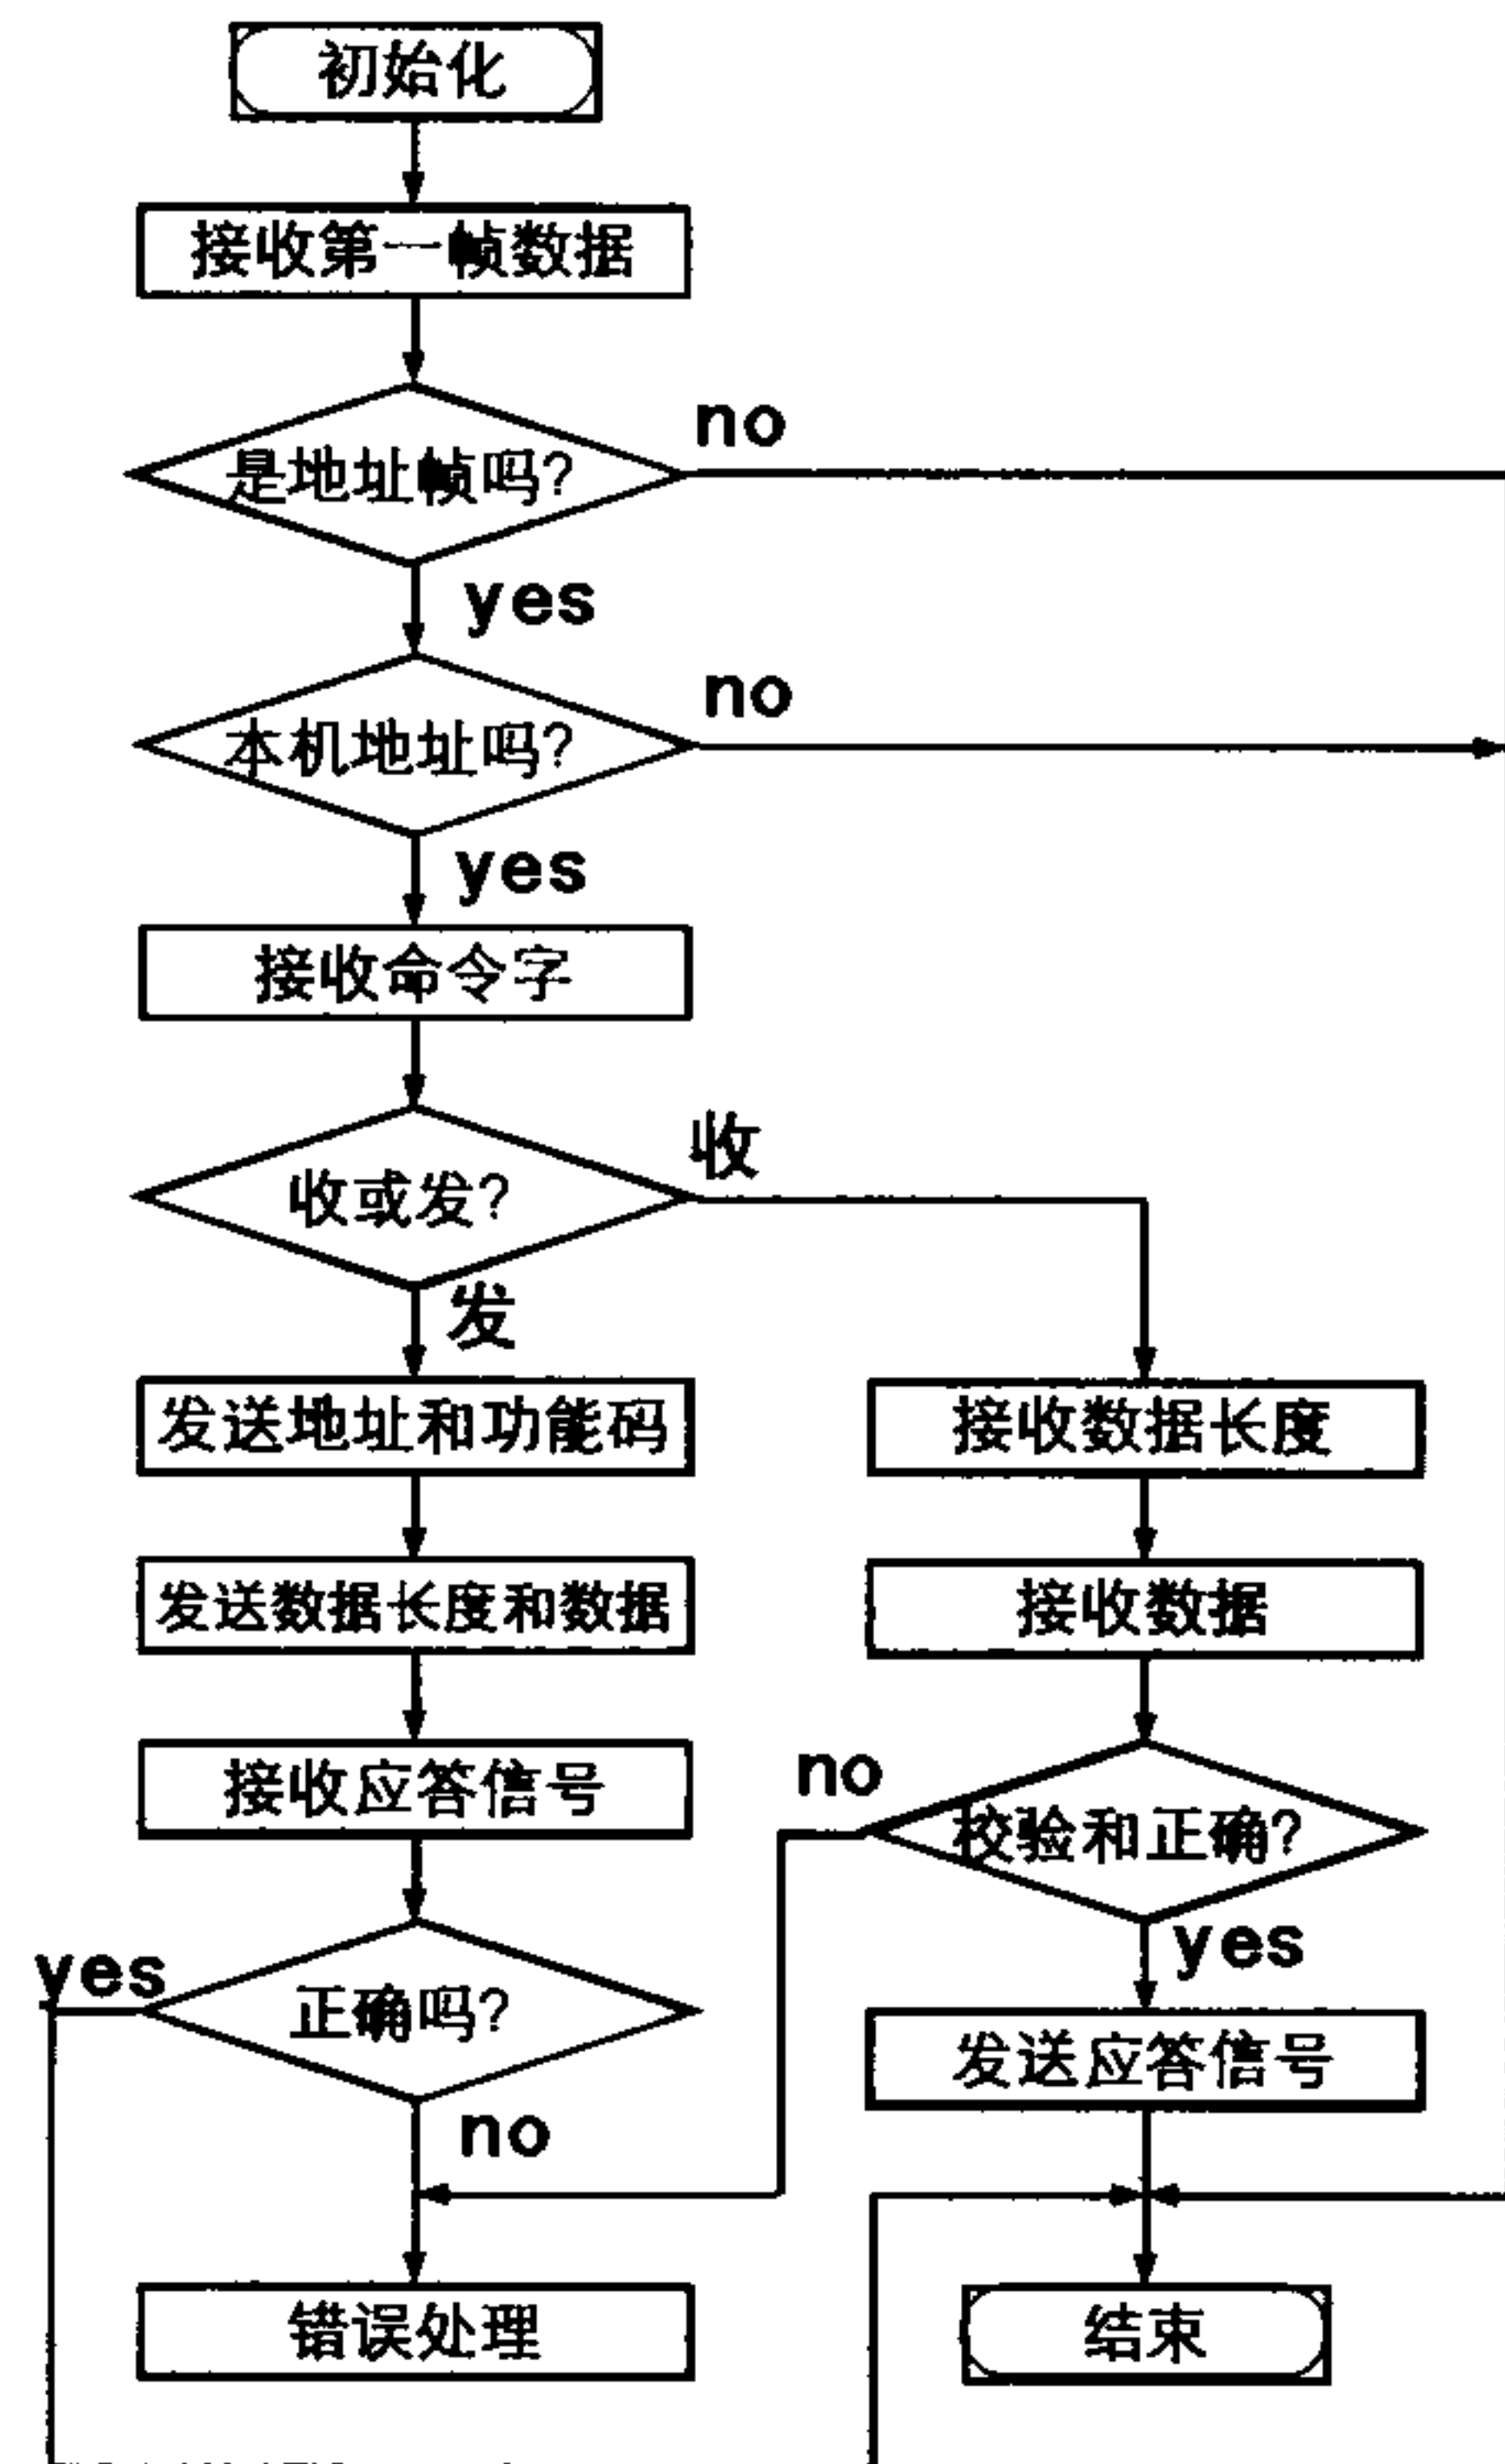 初始化
接收第一帧数据
是地址帧吗?
no
yes
本机地址吗?
no
yes
接收命令字
收或发?
收
发
发送地址和功能码
接收数据长度
发送数据长度和数据
接收数据
接收应答信号
no
校验和正确?
yes
yes
正确吗?
发送应答信号
no
错误处理
结束